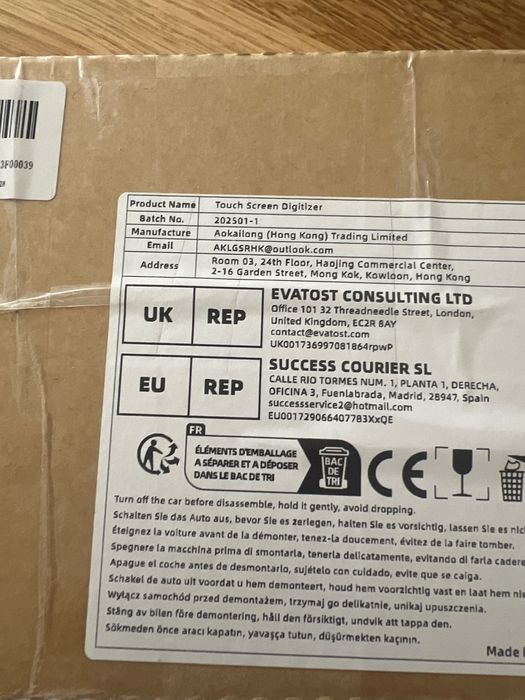 3F00039
Product Name Touch Screen Digitizer
Batch No. 202501-1
Manufacture Aokailong (Hong Kong) Trading Limited
Email AKLGSRHK@outlook.com
Address Room 03, 24th Floor, Haojing Commercial Center,
2-16 Garden Street, Mong Kok, Kowloon, Hong Kong
UK REP
EVATOST CONSULTING LTD
Office 101 32 Threadneedle Street, London,
United Kingdom, EC2R 8AY
contact@evatost.com
UK001736997081864rpwP
EU REP
SUCCESS COURIER SL
CALLE RIO TORMES NUM. 1, PLANTA 1, DERECHA,
OFICINA 3, Fuenlabrada, Madrid, 28947, Spain
successservice2@hotmail.com
EU001729066407783XxQE
FR
ÉLÉMENTS D'EMBALLAGE
A SÉPARER ET A DÉPOSER
DANS LE BAC DE TRI
BAC
DE
TRI
CE
Turn off the car before disassemble, hold it gently, avoid dropping.
Schalten Sie das Auto aus, bevor Sie es zerlegen, halten Sie es vorsichtig, lassen Sie es
Éteignez la voiture avant de la démonter, tenez-la doucement, évitez de la faire tomber.
Spegnere la macchina prima di smontarla, tenerla delicatamente, evitando di farla cadere
Apague el coche antes de desmontarlo, sujételo con cuidado, evite que se caiga.
Schakel de auto uit voordat u hem demonteert, houd hem voorzichtig vast en laat hem
Wyłącz samochód przed demontażem, trzymaj go delikatnie, unikaj upuszczenia.
Stäng av bilen före demontering, håll den försiktigt, undvik att tappa den.
Sökmeden önce aracı kapatın, yavaşça tutun, düşürmekten kaçının.
Made